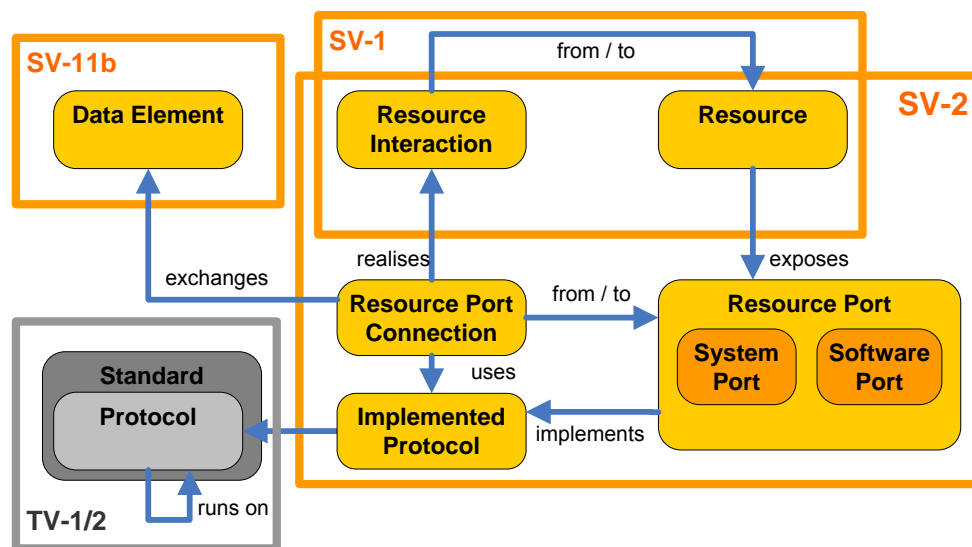 SV-1
from / to
SV-11b
SV-2
Data Element
Resource
Interaction
Resource
exchanges
realises
exposes
Resource Port
Connection
from / to
Resource Port
System
Port
Software
Port
uses
Standard
Protocol
Implemented
Protocol
implements
runs on
TV-1/2